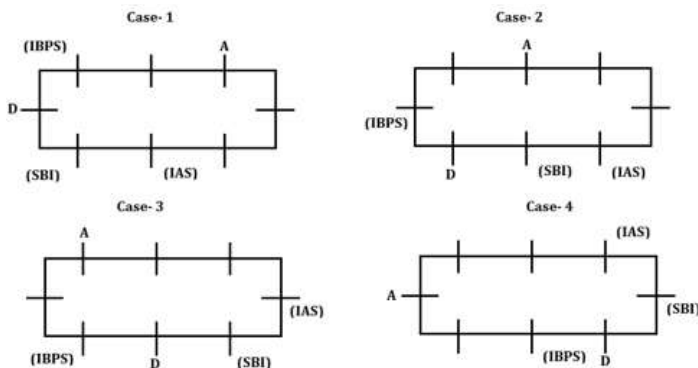 Case- 1
(IBPS)
A
D
(SBI)
(IAS)
Case- 2
A
(IBPS)
D
(SBI)
(IAS)
Case- 3
A
(IAS)
(IBPS)
D
(SBI)
Case- 4
(IAS)
A
(SBI)
(IBPS)
D